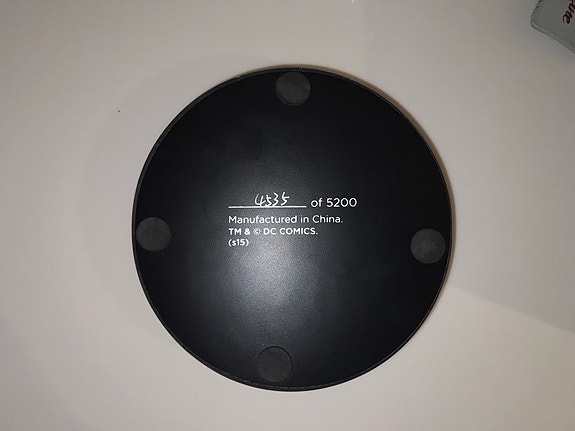 4535 of 5200
Manufactured in China.
TM & © DC COMICS.
(s15)